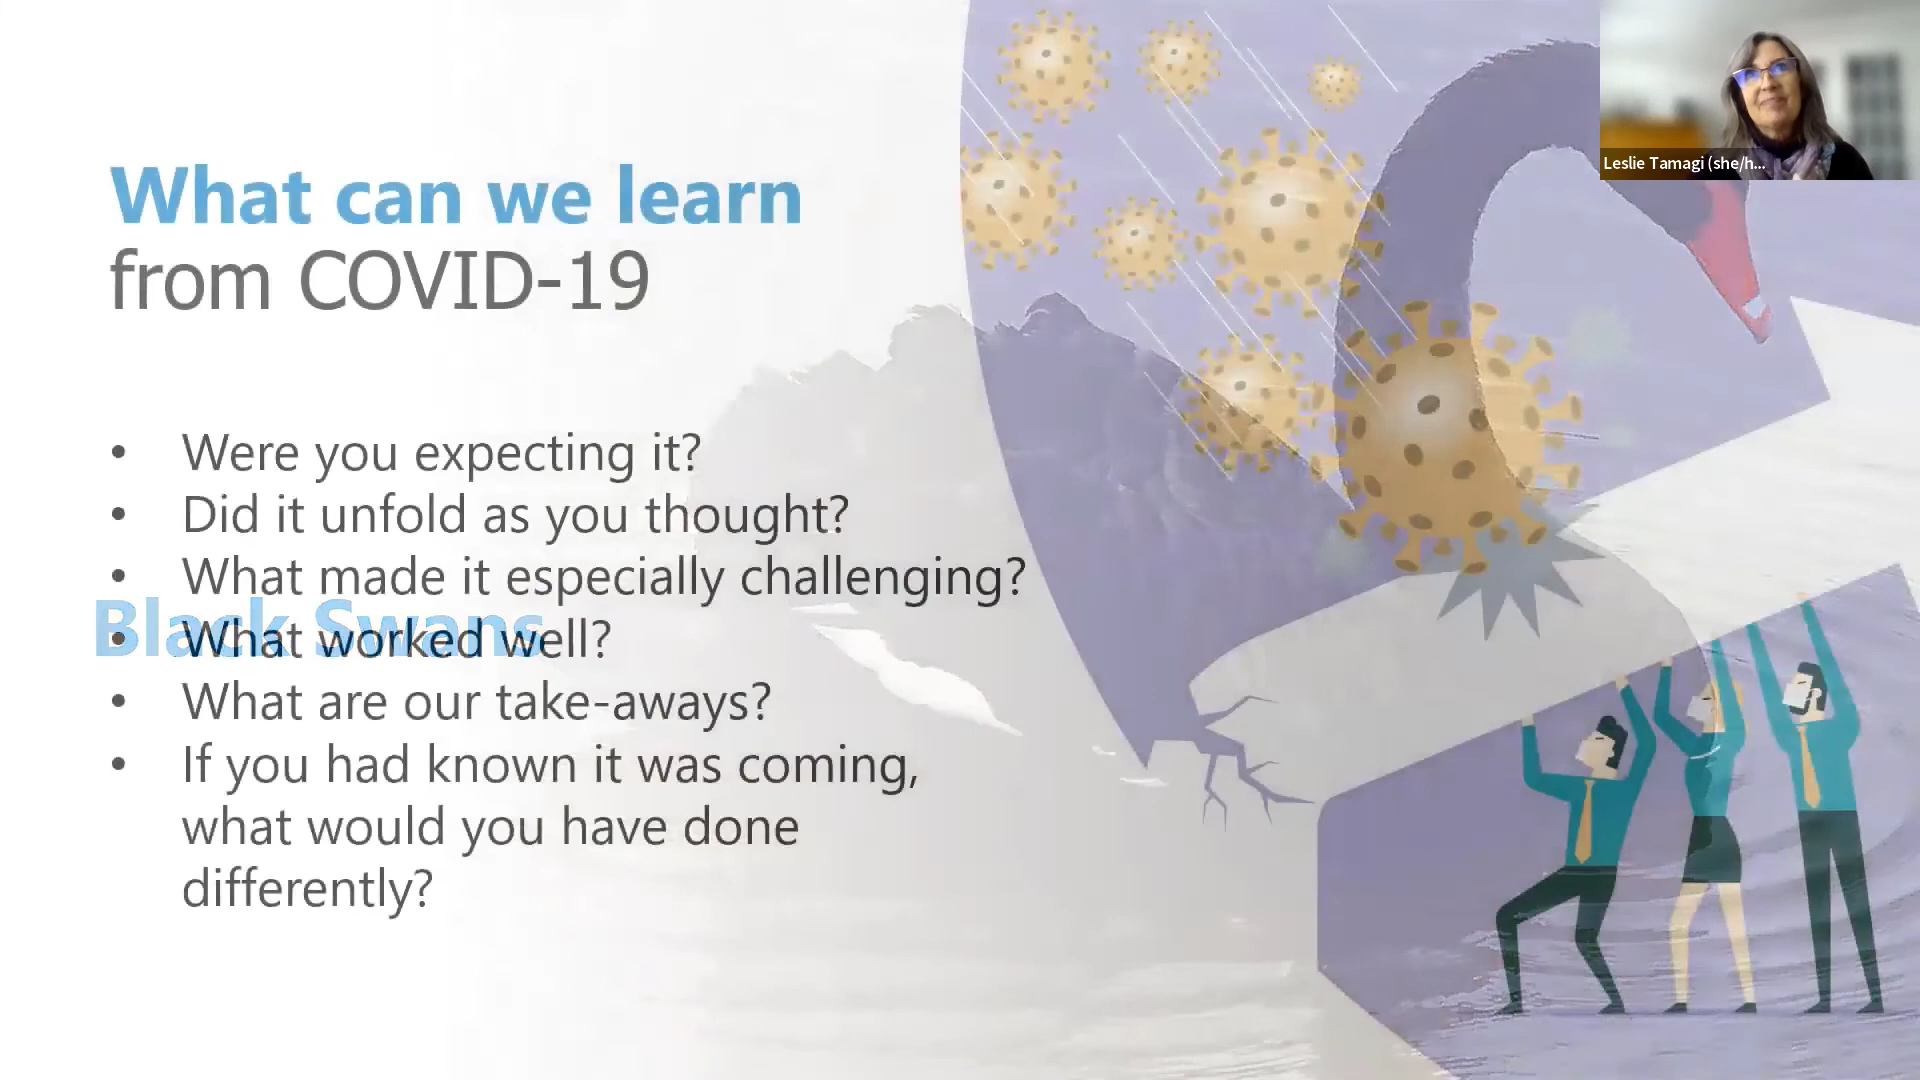 Leslie Tamagi (she/h...
What can we learn
from COVID-19
• Were you expecting it?
• Did it unfold as you thought?
• What made it especially challenging?
Black Swans
• What worked well?
• What are our take-aways?
• If you had known it was coming,
what would you have done
differently?